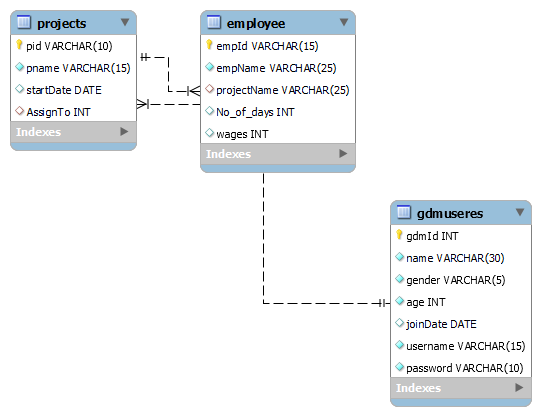 projects
pid VARCHAR(10)
pname VARCHAR(15)
startDate DATE
AssignTo INT
Indexes
employee
empId VARCHAR(15)
empName VARCHAR(25)
projectName VARCHAR(25)
No_of_days INT
wages INT
Indexes
gdmuseres
gdmId INT
name VARCHAR(30)
gender VARCHAR(5)
age INT
joinDate DATE
username VARCHAR(15)
password VARCHAR(10)
Indexes